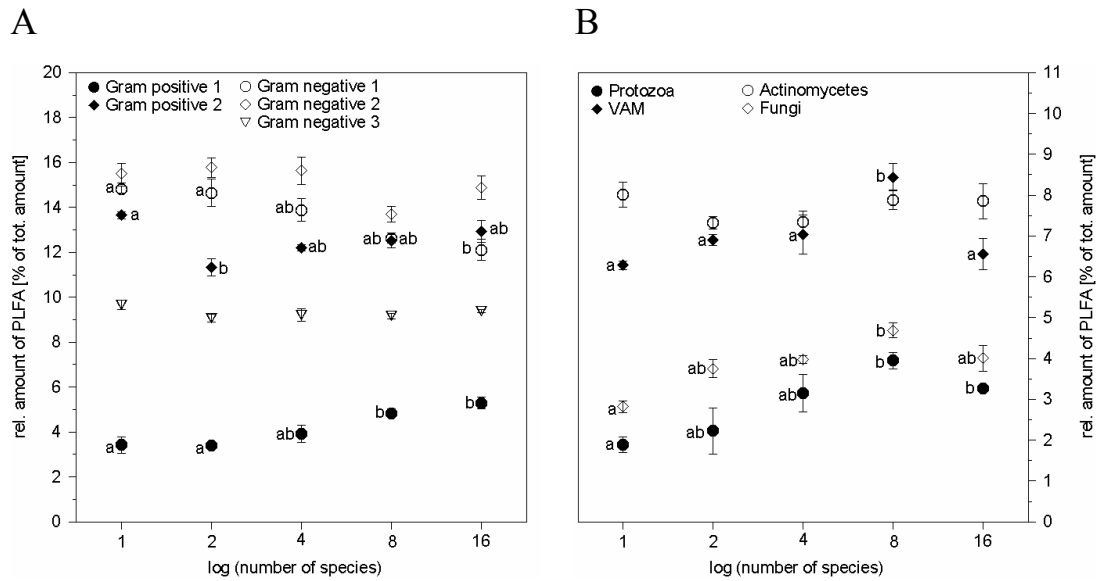 A
B
Gram positive 1
Gram positive 2
Gram negative 1
Gram negative 2
Gram negative 3
rel. amount of PLFA [% of tot. amount]
20
18
16
14
12
10
8
6
4
2
0
a a ab ab ab b
a b ab ab
a a ab b b
1 2 4 8 16
log (number of species)
Protozoa
VAM
Actinomycetes
Fungi
11
10
9
8
7
6
5
4
3
2
1
0
rel. amount of PLFA [% of tot. amount]
a a a b a
a ab ab b ab
a ab ab b b
1 2 4 8 16
log (number of species)